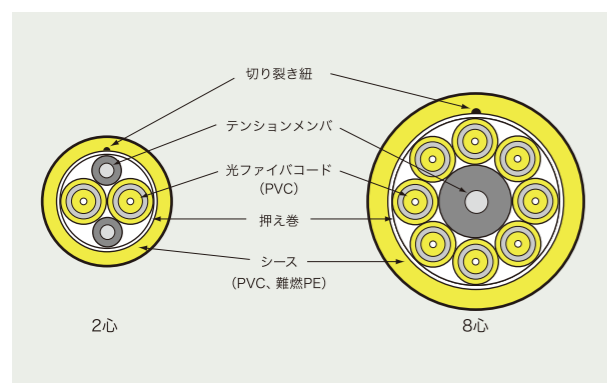 切り裂き紐
テンションメンバ
光ファイバコード
(PVC)
押え巻
シース
(PVC、難燃PE)
2心
8心